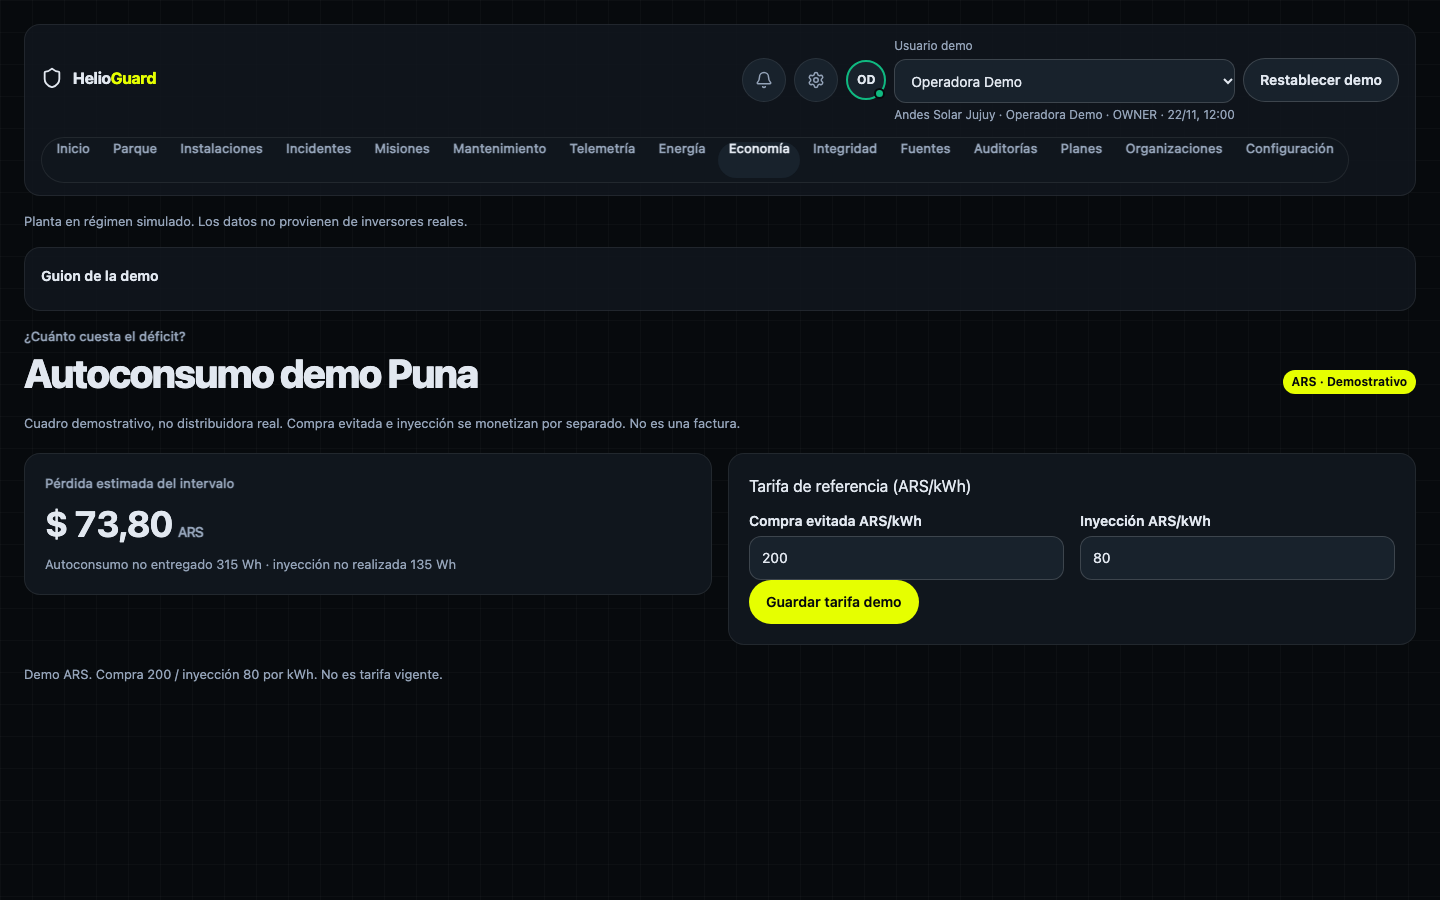 HelioGuard
OD
Usuario demo
Operadora Demo
Restablecer demo
Andes Solar Jujuy · Operadora Demo · OWNER · 22/11, 12:00
Inicio Parque Instalaciones Incidentes Misiones Mantenimiento Telemetría Energía Economía Integridad Fuentes Auditorías Planes Organizaciones Configuración
Planta en régimen simulado. Los datos no provienen de inversores reales.
Guion de la demo
¿Cuánto cuesta el déficit?
Autoconsumo demo Puna
ARS · Demostrativo
Cuadro demostrativo, no distribuidora real. Compra evitada e inyección se monetizan por separado. No es una factura.
Pérdida estimada del intervalo
$ 73,80 ARS
Autoconsumo no entregado 315 Wh · inyección no realizada 135 Wh
Tarifa de referencia (ARS/kWh)
Compra evitada ARS/kWh
200
Inyección ARS/kWh
80
Guardar tarifa demo
Demo ARS. Compra 200 / inyección 80 por kWh. No es tarifa vigente.